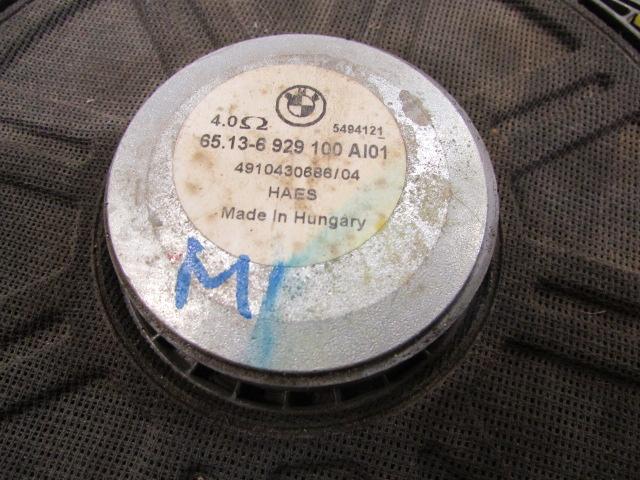 BMW
4.0Ω 5494121
65.13-6 929 100 AI01
4910430686/04
HAES
Made In Hungary
M/